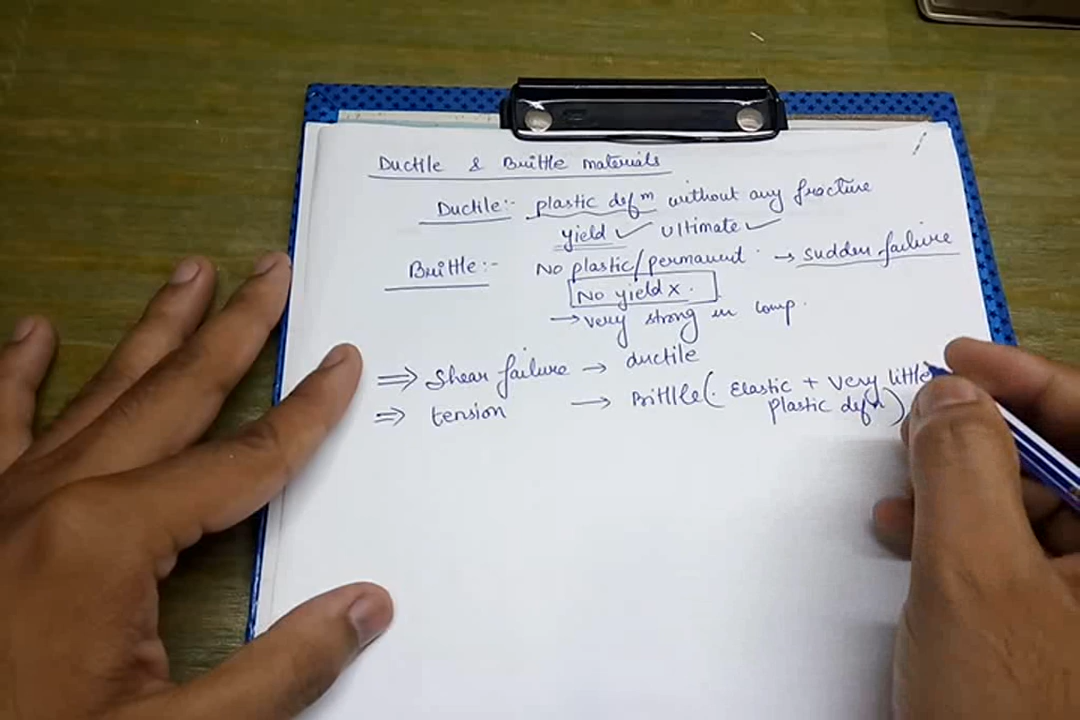 Ductile & Brittle materials
Ductile:- plastic defm without any fracture
yield ✓ ultimate ✓
Brittle:- No plastic/permanent. → sudden failure
No yield x.
→ very strong in comp.
⇒ Shear failure → ductile
⇒ tension → Brittle (. Elastic + very little
plastic defn)